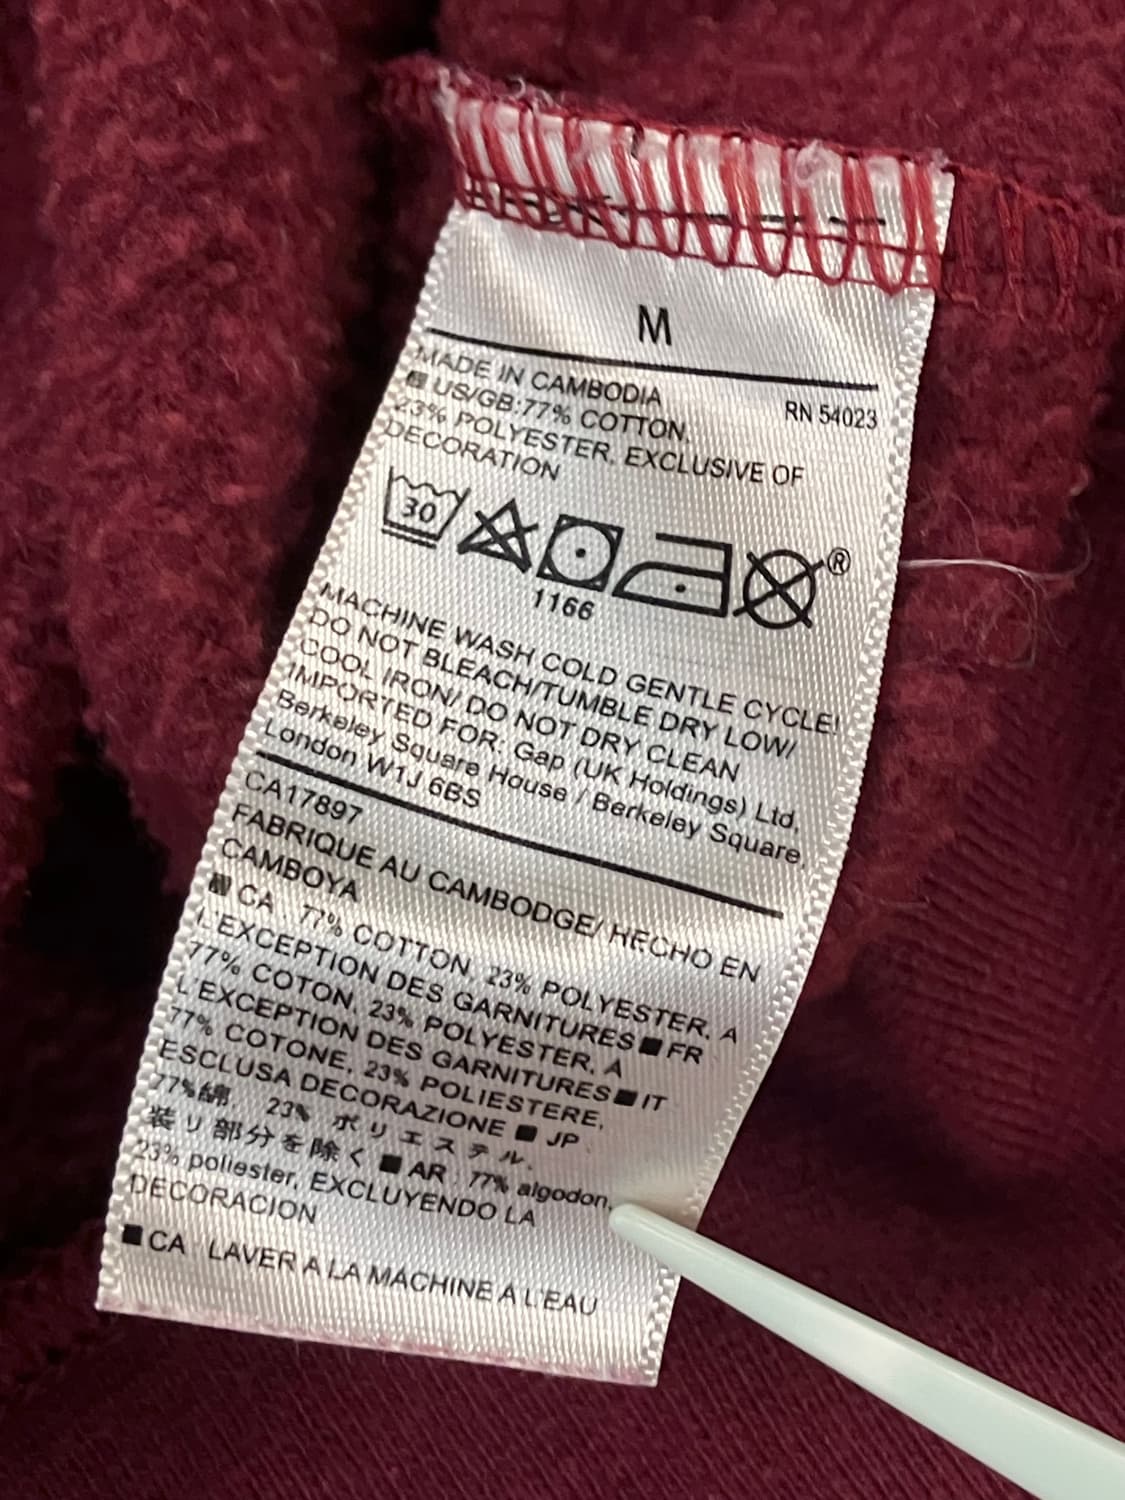 M
MADE IN CAMBODIA
RN 54023
US/GB:77% COTTON,
23% POLYESTER, EXCLUSIVE OF
DECORATION
30
®
1166
MACHINE WASH COLD GENTLE CYCLE!
DO NOT BLEACH/TUMBLE DRY LOW/
COOL IRON/ DO NOT DRY CLEAN
IMPORTED FOR: Gap (UK Holdings) Ltd,
Berkeley Square House / Berkeley Square,
London W1J 6BS
CA17897
FABRIQUE AU CAMBODGE/ HECHO EN
CAMBOYA
■ CA : 77% COTTON, 23% POLYESTER, A
L'EXCEPTION DES GARNITURES ■ FR
77% COTON, 23% POLYESTER, A
L'EXCEPTION DES GARNITURES ■ IT
77% COTONE, 23% POLIESTERE,
ESCLUSA DECORAZIONE ■ JP
77%綿 23% ポリエステル.
装リ部分を除く ■ AR : 77% algodon,
23% poliester, EXCLUYENDO LA
DECORACION
■ CA : LAVER A LA MACHINE A L'EAU